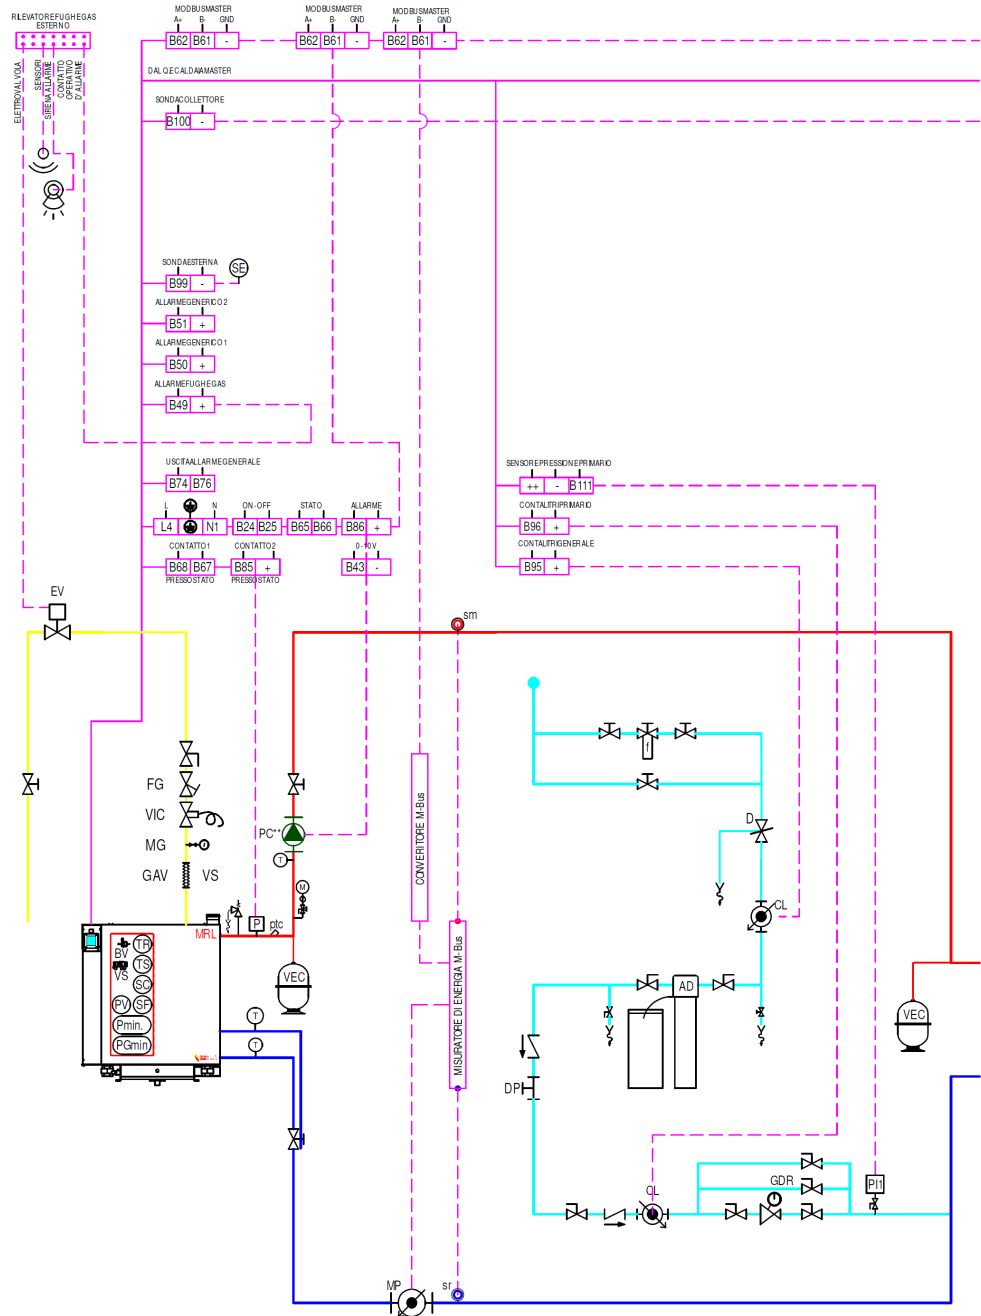 RILEVATORE FUGHE GAS
ESTERNO
ELETTROVALVOLA
SENSORI
SIRENA ALLARME
CONTATTO
OPERATIVO
D'ALLARME
MODBUS MASTER
A+ B- GND
B62 B61 -
MODBUS MASTER
A+ B- GND
B62 B61 -
MODBUS MASTER
A+ B- GND
B62 B61 -
DAL QE CALDAIA MASTER
SONDA COLLETTORE
B100 -
SONDA ESTERNA
B99 -
SE
ALLARME GENERICO 2
B51 +
ALLARME GENERICO 1
B50 +
ALLARME FUGHE GAS
B49 +
USCITA ALLARME GENERALE
B74 B76
L N
L4 N1
ON-OFF
B24 B25
STATO
B65 B66
ALLARME
B86 +
CONTATTO 1
B68 B67
PRESSOSTATO
CONTATTO 2
B85 +
PRESSOSTATO
0-10V
B43 -
SENSORE PRESSIONE PRIMARIO
++ - B111
CONTALITRI PRIMARIO
B96 +
CONTALITRI GENERALE
B95 +
EV
sm
FG
VIC
MG
GAV VS
PC**
T
M
P
ptc
MRL
VEC
BV
TR
VS
TS
SC
PV
SF
Pmin.
PGmin
T
T
CONVERITORE M-Bus
MISURATORE DI ENERGIA M-Bus
f
D
CL
AD
DP
VEC
CL
GDR
PI1
MP
sr